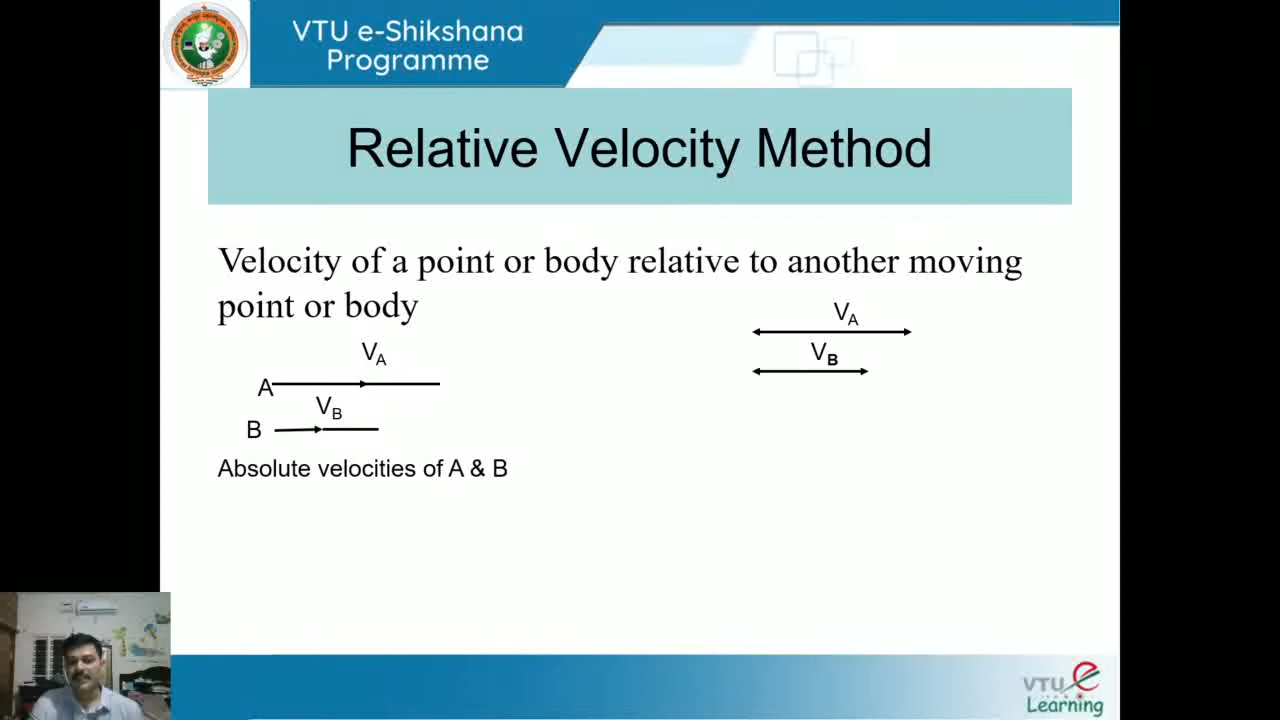 VTU e-Shikshana
Programme
Relative Velocity Method
Velocity of a point or body relative to another moving
point or body
VA
VB
VA
A
VB
B
Absolute velocities of A & B
VTU e
Learning